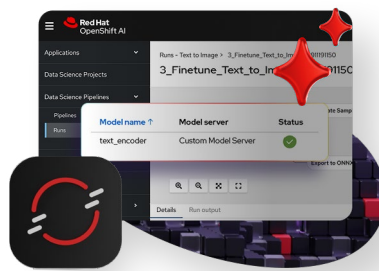 Red Hat
OpenShift AI
Applications
Data Science Projects
Data Science Pipelines
Pipelines
Runs
Runs - Text to Image >
3_Finetune_Text_to_Im
Model name ↑ Model server Status
text_encoder Custom Model Server
Export to ONNX
Details Run output